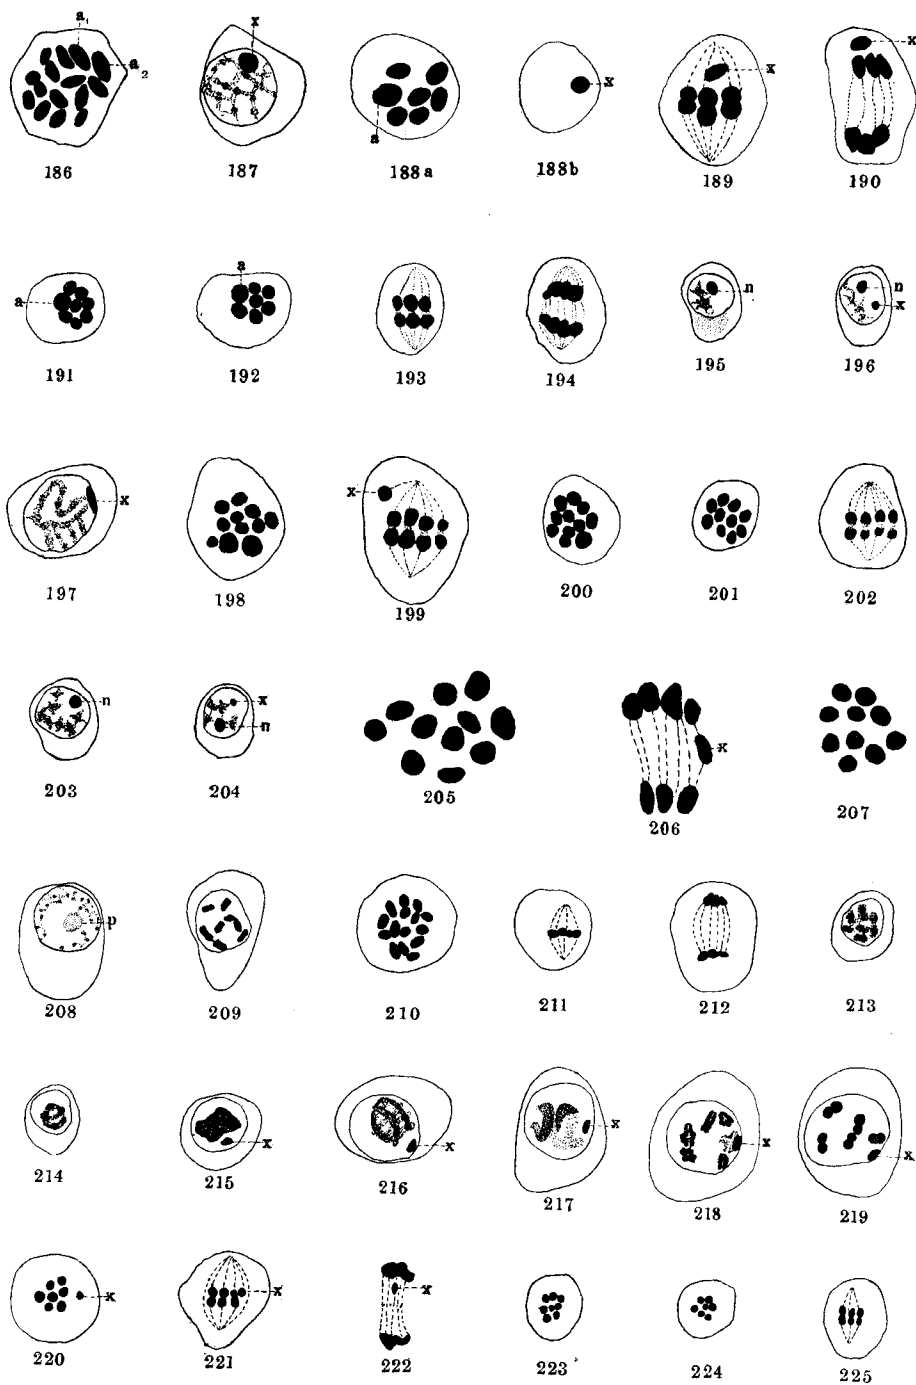 a₁
a₂
x
a
x
x
x
186 187 188a 188b 189 190
a
a
n
n
x
191 192 193 194 195 196
x
x
197 198 199 200 201 202
n
x
n
x
203 204 205 206 207
p
208 209 210 211 212 213
x
x
x
x
x
214 215 216 217 218 219
x
x
x
220 221 222 223 224 225